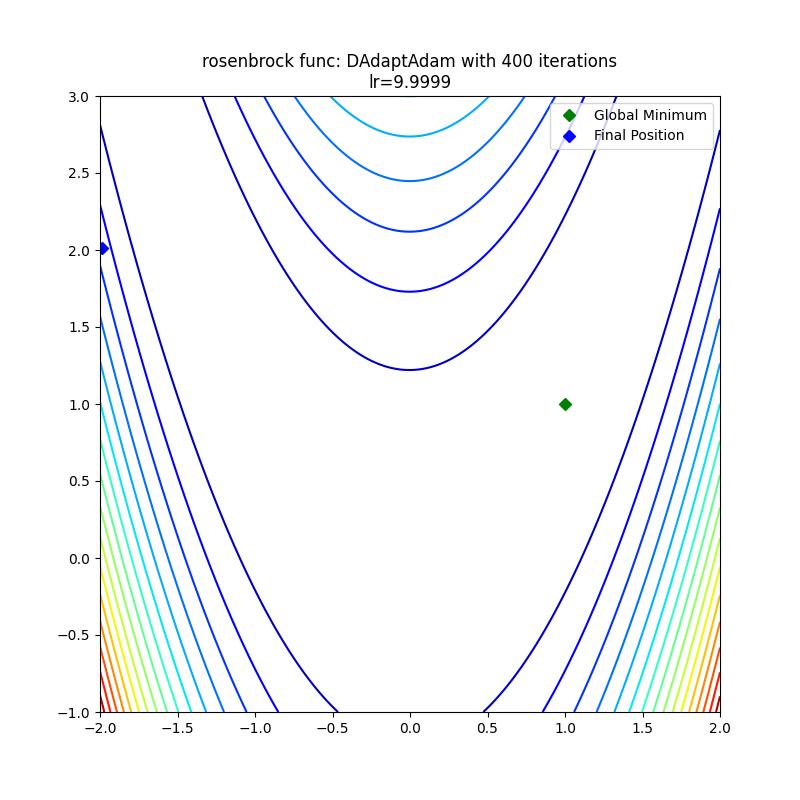 rosenbrock func: DAdaptAdam with 400 iterations
lr=9.9999
Global Minimum
Final Position
3.0
2.5
2.0
1.5
1.0
0.5
0.0
−0.5
−1.0
−2.0 −1.5 −1.0 −0.5 0.0 0.5 1.0 1.5 2.0